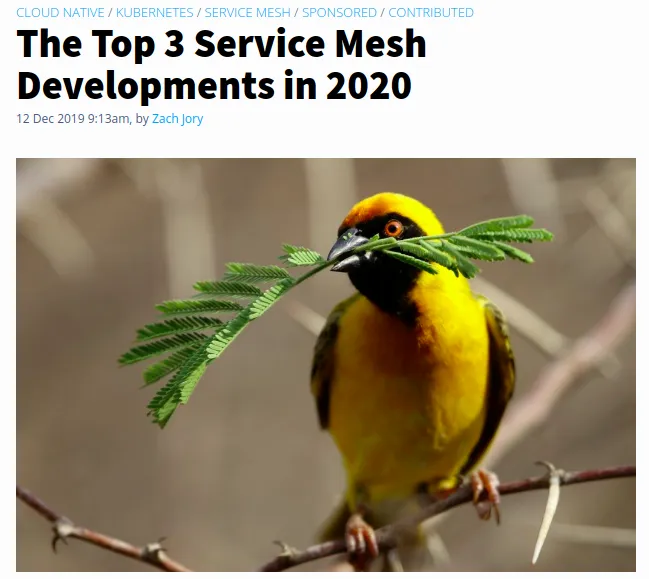 CLOUD NATIVE / KUBERNETES / SERVICE MESH / SPONSORED / CONTRIBUTED
The Top 3 Service Mesh
Developments in 2020
12 Dec 2019 9:13am, by Zach Jory